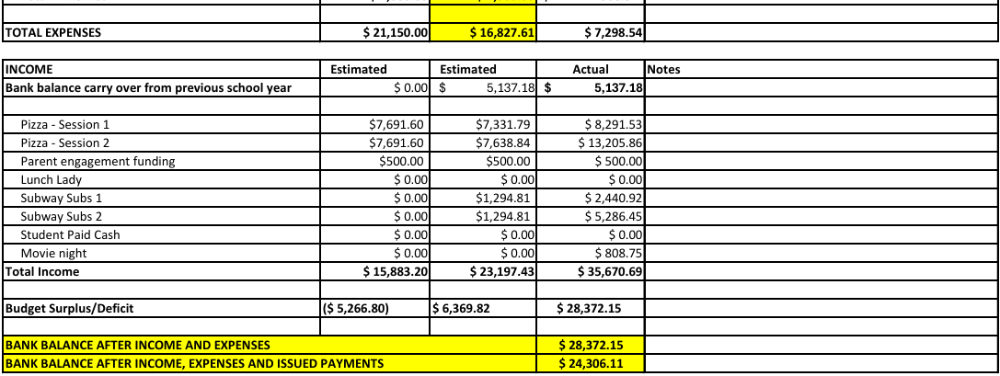 TOTAL EXPENSES $ 21,150.00 $ 16,827.61 $ 7,298.54
INCOME Estimated Estimated Actual Notes
Bank balance carry over from previous school year $ 0.00 $ 5,137.18 $ 5,137.18
Pizza - Session 1 $7,691.60 $7,331.79 $ 8,291.53
Pizza - Session 2 $7,691.60 $7,638.84 $ 13,205.86
Parent engagement funding $500.00 $500.00 $ 500.00
Lunch Lady $ 0.00 $ 0.00 $ 0.00
Subway Subs 1 $ 0.00 $1,294.81 $ 2,440.92
Subway Subs 2 $ 0.00 $1,294.81 $ 5,286.45
Student Paid Cash $ 0.00 $ 0.00 $ 0.00
Movie night $ 0.00 $ 0.00 $ 808.75
Total Income $ 15,883.20 $ 23,197.43 $ 35,670.69
Budget Surplus/Deficit ($ 5,266.80) $ 6,369.82 $ 28,372.15
BANK BALANCE AFTER INCOME AND EXPENSES $ 28,372.15
BANK BALANCE AFTER INCOME, EXPENSES AND ISSUED PAYMENTS $ 24,306.11